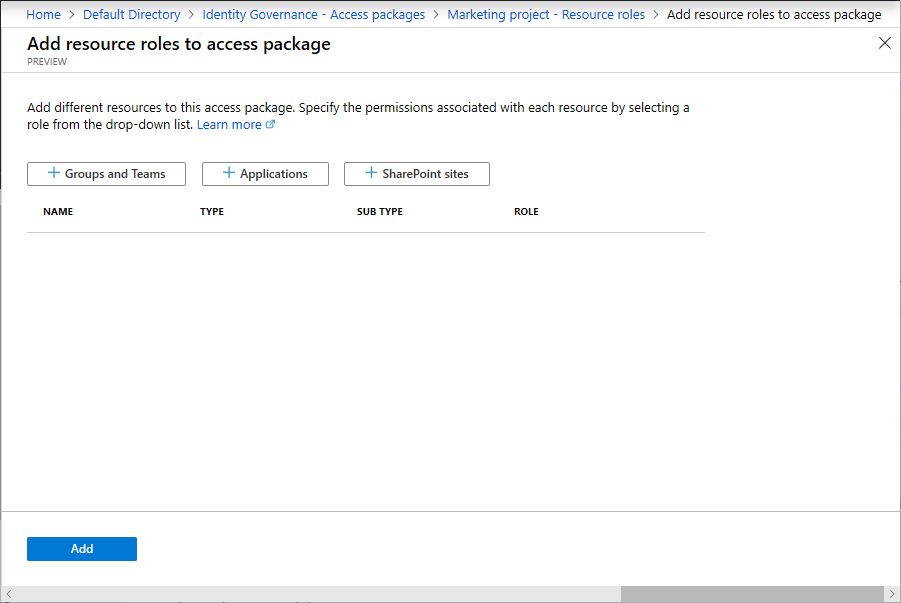 Home > Default Directory > Identity Governance - Access packages > Marketing project - Resource roles > Add resource roles to access package
Add resource roles to access package
PREVIEW
Add different resources to this access package. Specify the permissions associated with each resource by selecting a
role from the drop-down list. Learn more
+ Groups and Teams + Applications + SharePoint sites
NAME TYPE SUB TYPE ROLE
Add